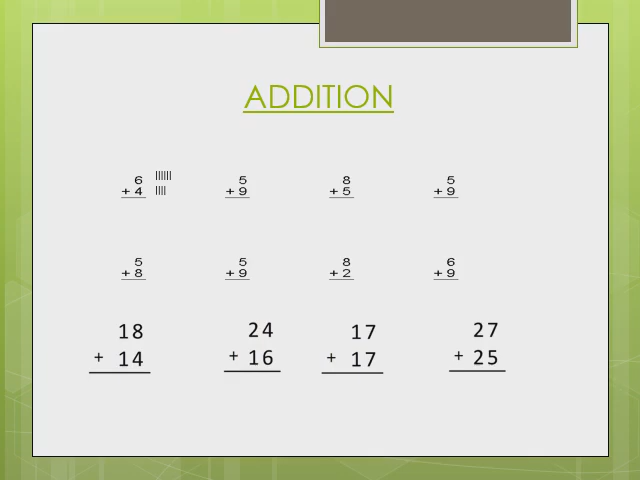 ADDITION
6 |||||| 5 8 5
+ 4 |||| + 9 + 5 + 9
5 5 8 6
+ 8 + 9 + 2 + 9
18 24 17 27
+ 14 + 16 + 17 + 25